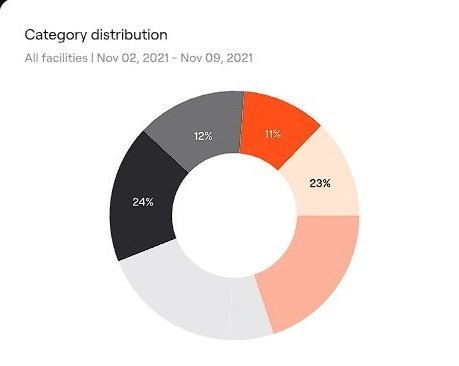 Category distribution
All facilities | Nov 02, 2021 - Nov 09, 2021
12%
11%
23%
24%